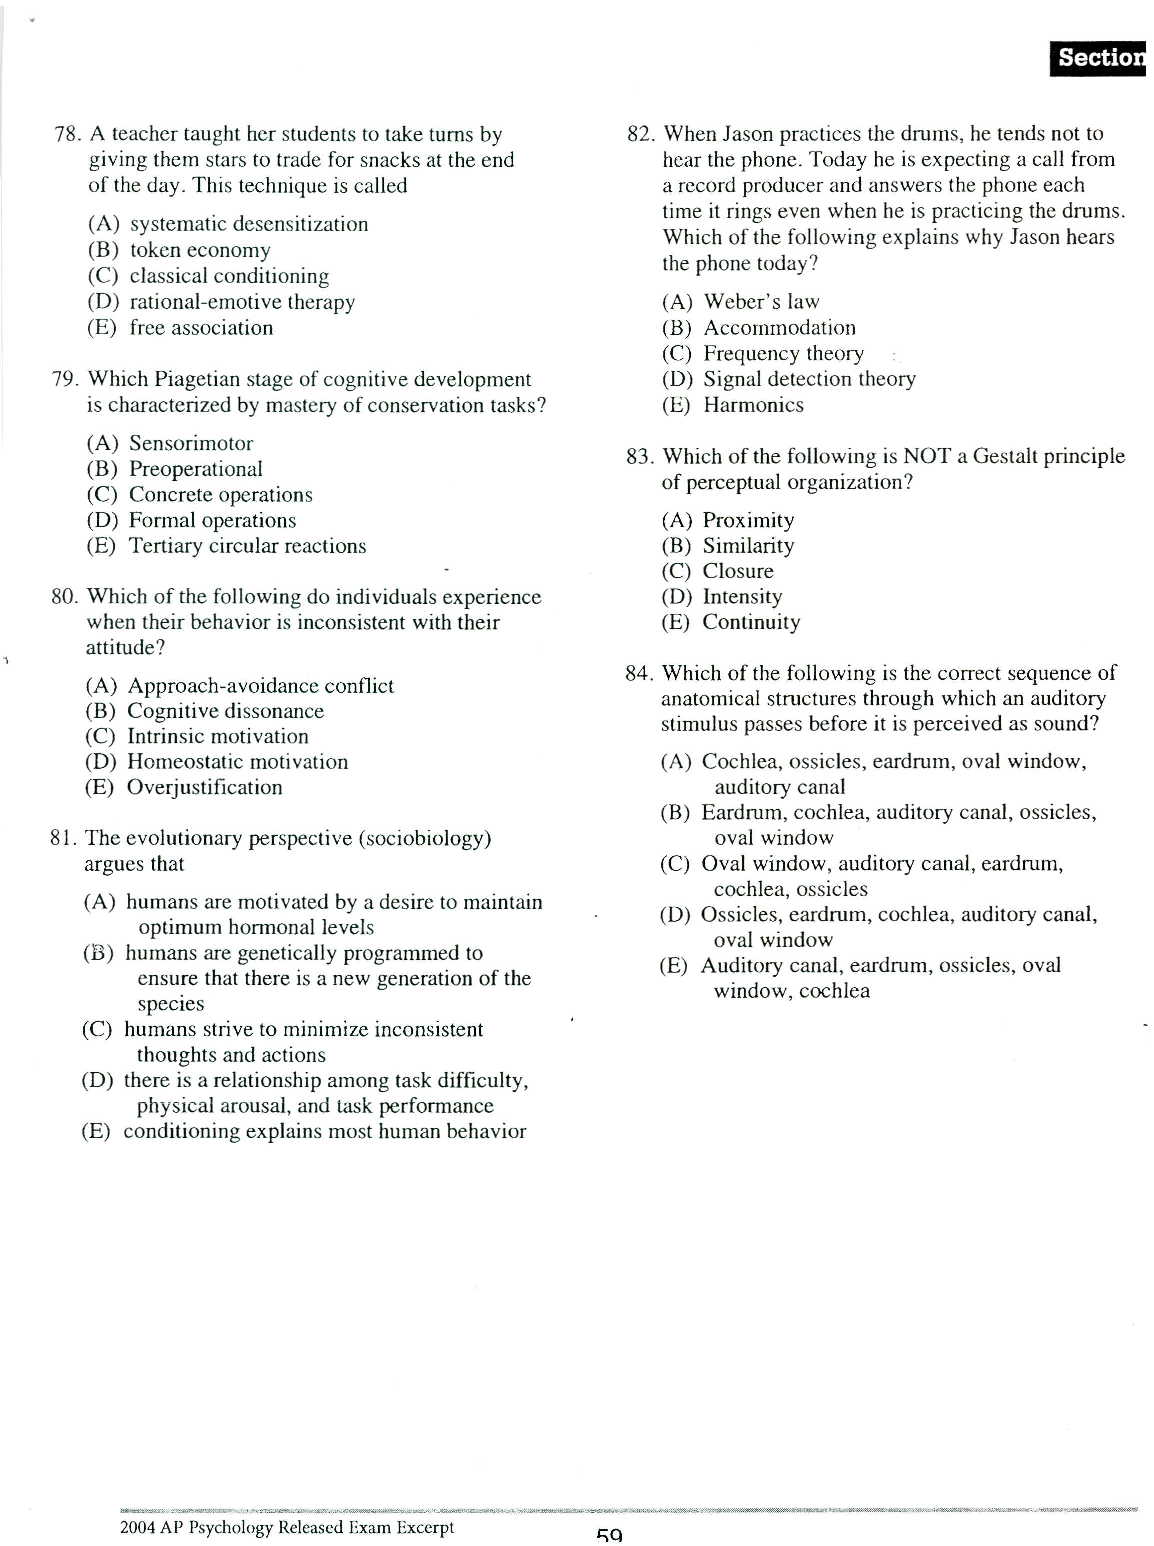 Section
78. A teacher taught her students to take turns by
giving them stars to trade for snacks at the end
of the day. This technique is called
(A) systematic desensitization
(B) token economy
(C) classical conditioning
(D) rational-emotive therapy
(E) free association
79. Which Piagetian stage of cognitive development
is characterized by mastery of conservation tasks?
(A) Sensorimotor
(B) Preoperational
(C) Concrete operations
(D) Formal operations
(E) Tertiary circular reactions
80. Which of the following do individuals experience
when their behavior is inconsistent with their
attitude?
(A) Approach-avoidance conflict
(B) Cognitive dissonance
(C) Intrinsic motivation
(D) Homeostatic motivation
(E) Overjustification
81. The evolutionary perspective (sociobiology)
argues that
(A) humans are motivated by a desire to maintain
optimum hormonal levels
(B) humans are genetically programmed to
ensure that there is a new generation of the
species
(C) humans strive to minimize inconsistent
thoughts and actions
(D) there is a relationship among task difficulty,
physical arousal, and task performance
(E) conditioning explains most human behavior
82. When Jason practices the drums, he tends not to
hear the phone. Today he is expecting a call from
a record producer and answers the phone each
time it rings even when he is practicing the drums.
Which of the following explains why Jason hears
the phone today?
(A) Weber's law
(B) Accommodation
(C) Frequency theory
(D) Signal detection theory
(E) Harmonics
83. Which of the following is NOT a Gestalt principle
of perceptual organization?
(A) Proximity
(B) Similarity
(C) Closure
(D) Intensity
(E) Continuity
84. Which of the following is the correct sequence of
anatomical structures through which an auditory
stimulus passes before it is perceived as sound?
(A) Cochlea, ossicles, eardrum, oval window,
auditory canal
(B) Eardrum, cochlea, auditory canal, ossicles,
oval window
(C) Oval window, auditory canal, eardrum,
cochlea, ossicles
(D) Ossicles, eardrum, cochlea, auditory canal,
oval window
(E) Auditory canal, eardrum, ossicles, oval
window, cochlea
2004 AP Psychology Released Exam Excerpt
59